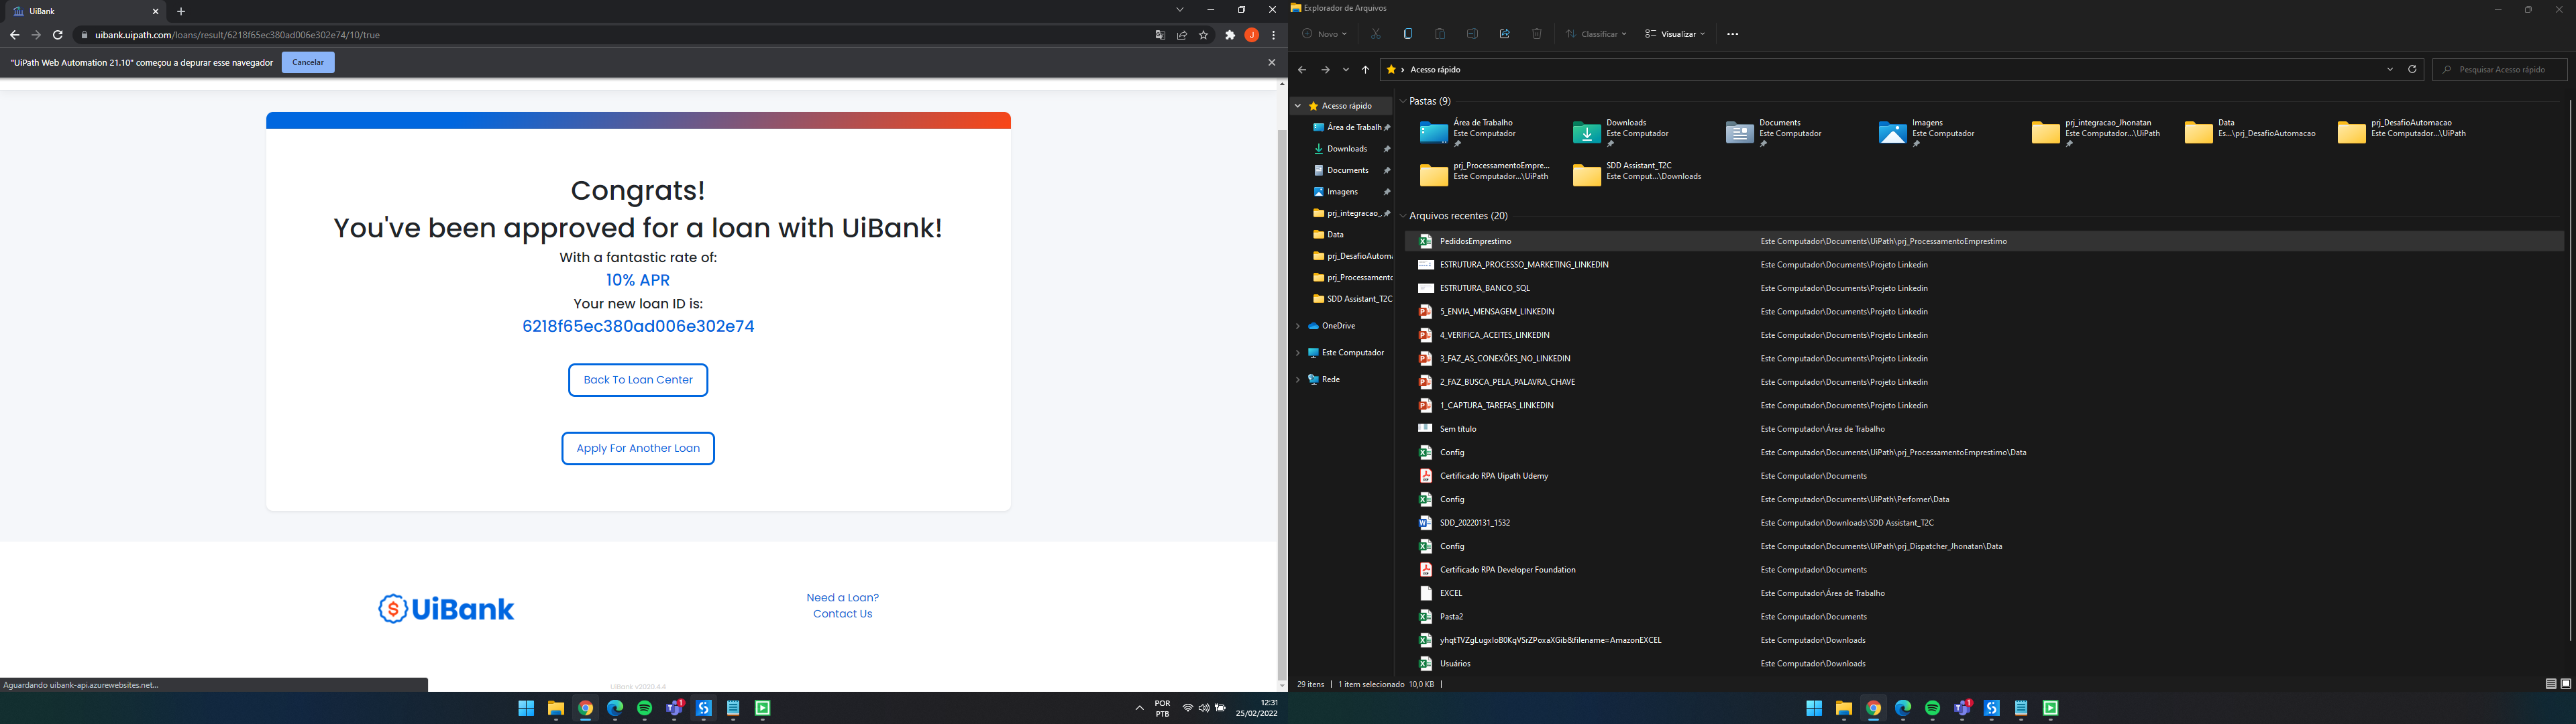 UiBank
uibank.uipath.com/loans/result/6218f65ec380ad006e302e74/10/true
J
"UiPath Web Automation 21.10" começou a depurar esse navegador
Cancelar
Congrats!
You've been approved for a loan with UiBank!
With a fantastic rate of:
10% APR
Your new loan ID is:
6218f65ec380ad006e302e74
Back To Loan Center
Apply For Another Loan
UiBank
Need a Loan?
Contact Us
UiBank v2020.4.4
Aguardando uibank-api.azurewebsites.net...
POR
PTB
12:31
25/02/2022
Explorador de Arquivos
Novo
Classificar
Visualizar
Acesso rápido
Pesquisar Acesso rápido
Acesso rápido
Área de Trabalh
Downloads
Documents
Imagens
prj_integracao_
Data
prj_DesafioAutoma
prj_Processamento
SDD Assistant_T2C
OneDrive
Este Computador
Rede
Pastas (9)
Área de Trabalho
Este Computador
Downloads
Este Computador
Documents
Este Computador
Imagens
Este Computador
prj_integracao_Jhonatan
Este Computador...\UiPath
Data
Es...\prj_DesafioAutomacao
prj_DesafioAutomacao
Este Computador...\UiPath
prj_ProcessamentoEmpre...
Este Computador...\UiPath
SDD Assistant_T2C
Este Comput...\Downloads
Arquivos recentes (20)
PedidosEmprestimo Este Computador\Documents\UiPath\prj_ProcessamentoEmprestimo
ESTRUTURA_PROCESSO_MARKETING_LINKEDIN Este Computador\Documents\Projeto Linkedin
ESTRUTURA_BANCO_SQL Este Computador\Documents\Projeto Linkedin
5_ENVIA_MENSAGEM_LINKEDIN Este Computador\Documents\Projeto Linkedin
4_VERIFICA_ACEITES_LINKEDIN Este Computador\Documents\Projeto Linkedin
3_FAZ_AS_CONEXÕES_NO_LINKEDIN Este Computador\Documents\Projeto Linkedin
2_FAZ_BUSCA_PELA_PALAVRA_CHAVE Este Computador\Documents\Projeto Linkedin
1_CAPTURA_TAREFAS_LINKEDIN Este Computador\Documents\Projeto Linkedin
Sem título Este Computador\Área de Trabalho
Config Este Computador\Documents\UiPath\prj_ProcessamentoEmprestimo\Data
Certificado RPA Uipath Udemy Este Computador\Documents
Config Este Computador\Documents\UiPath\Perfomer\Data
SDD_20220131_1532 Este Computador\Downloads\SDD Assistant_T2C
Config Este Computador\Documents\UiPath\prj_Dispatcher_Jhonatan\Data
Certificado RPA Developer Foundation Este Computador\Documents
EXCEL Este Computador\Área de Trabalho
Pasta2 Este Computador\Documents
yhqtTVZgLugxIoB0KqVSrZPoxaXGib&filename=AmazonEXCEL Este Computador\Downloads
Usuários Este Computador\Downloads
29 itens 1 item selecionado 10,0 KB